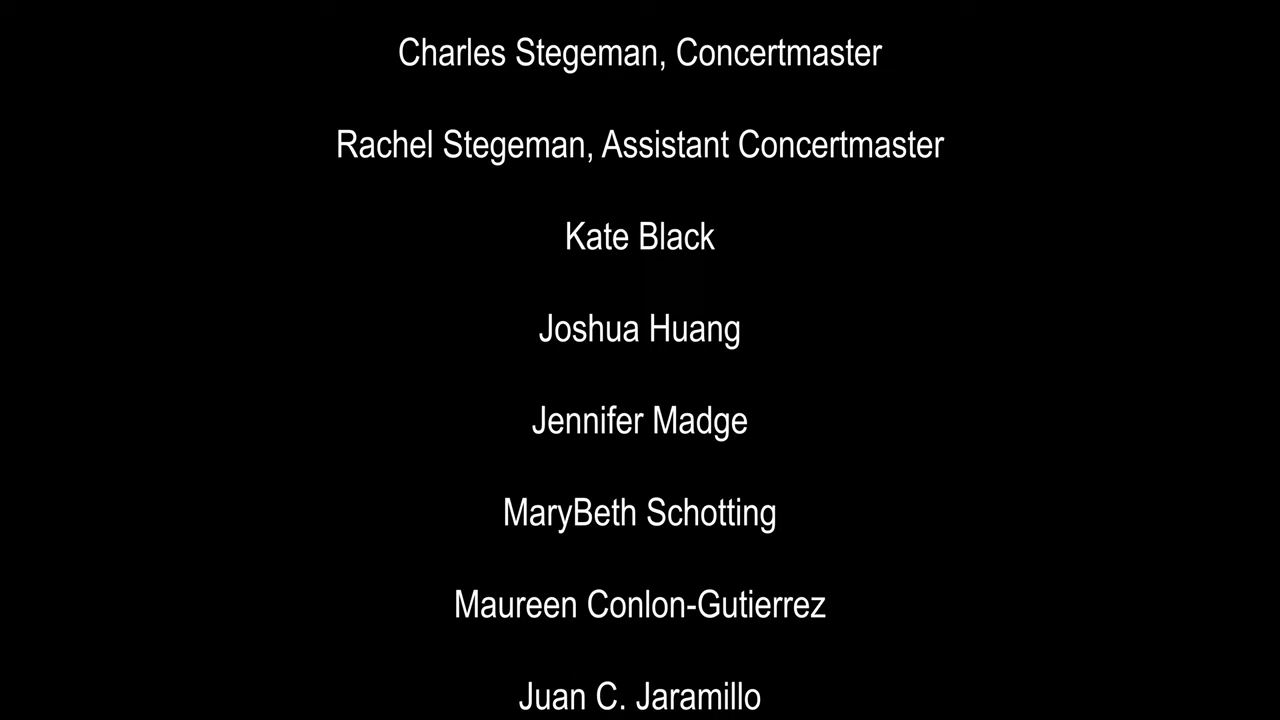 Charles Stegeman, Concertmaster
Rachel Stegeman, Assistant Concertmaster
Kate Black
Joshua Huang
Jennifer Madge
MaryBeth Schotting
Maureen Conlon-Gutierrez
Juan C. Jaramillo